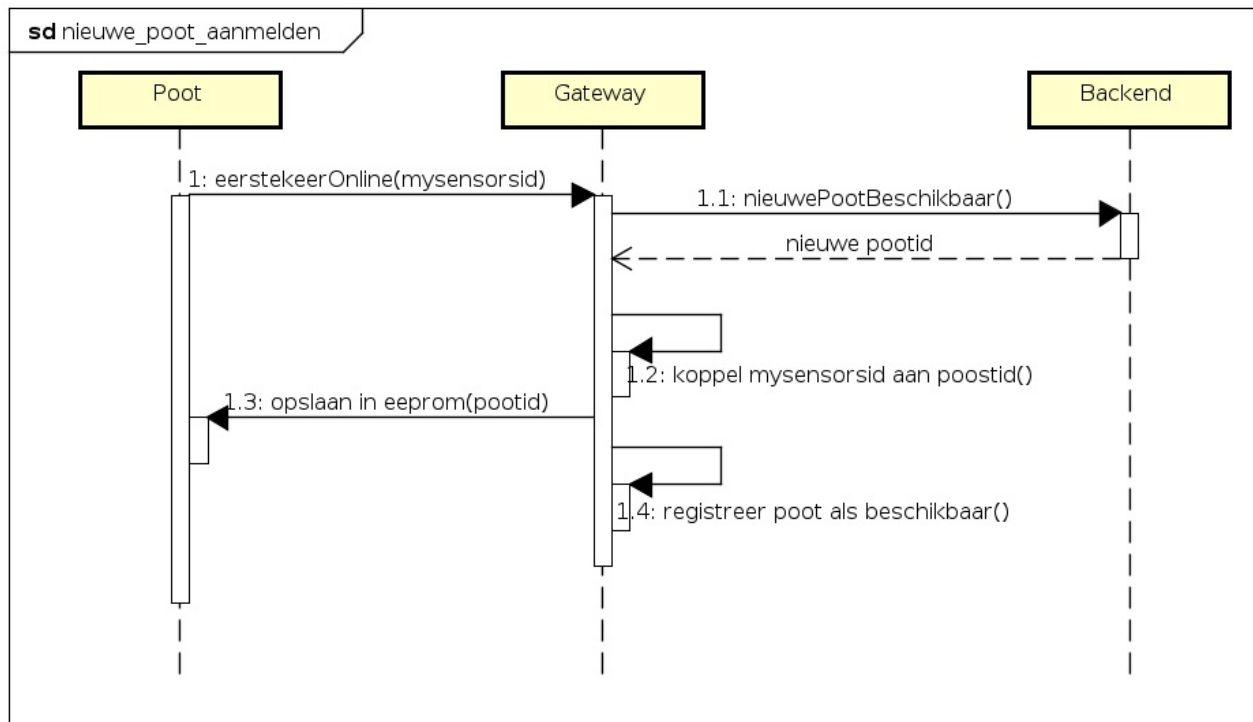 sd nieuwe_poot_aanmelden
Poot
Gateway
Backend
1: eerstekeerOnline(mysensorsid)
1.1: nieuwePootBeschikbaar()
nieuwe pootid
1.2: koppel mysensorsid aan poostid()
1.3: opslaan in eeprom(pootid)
1.4: registreer poot als beschikbaar()